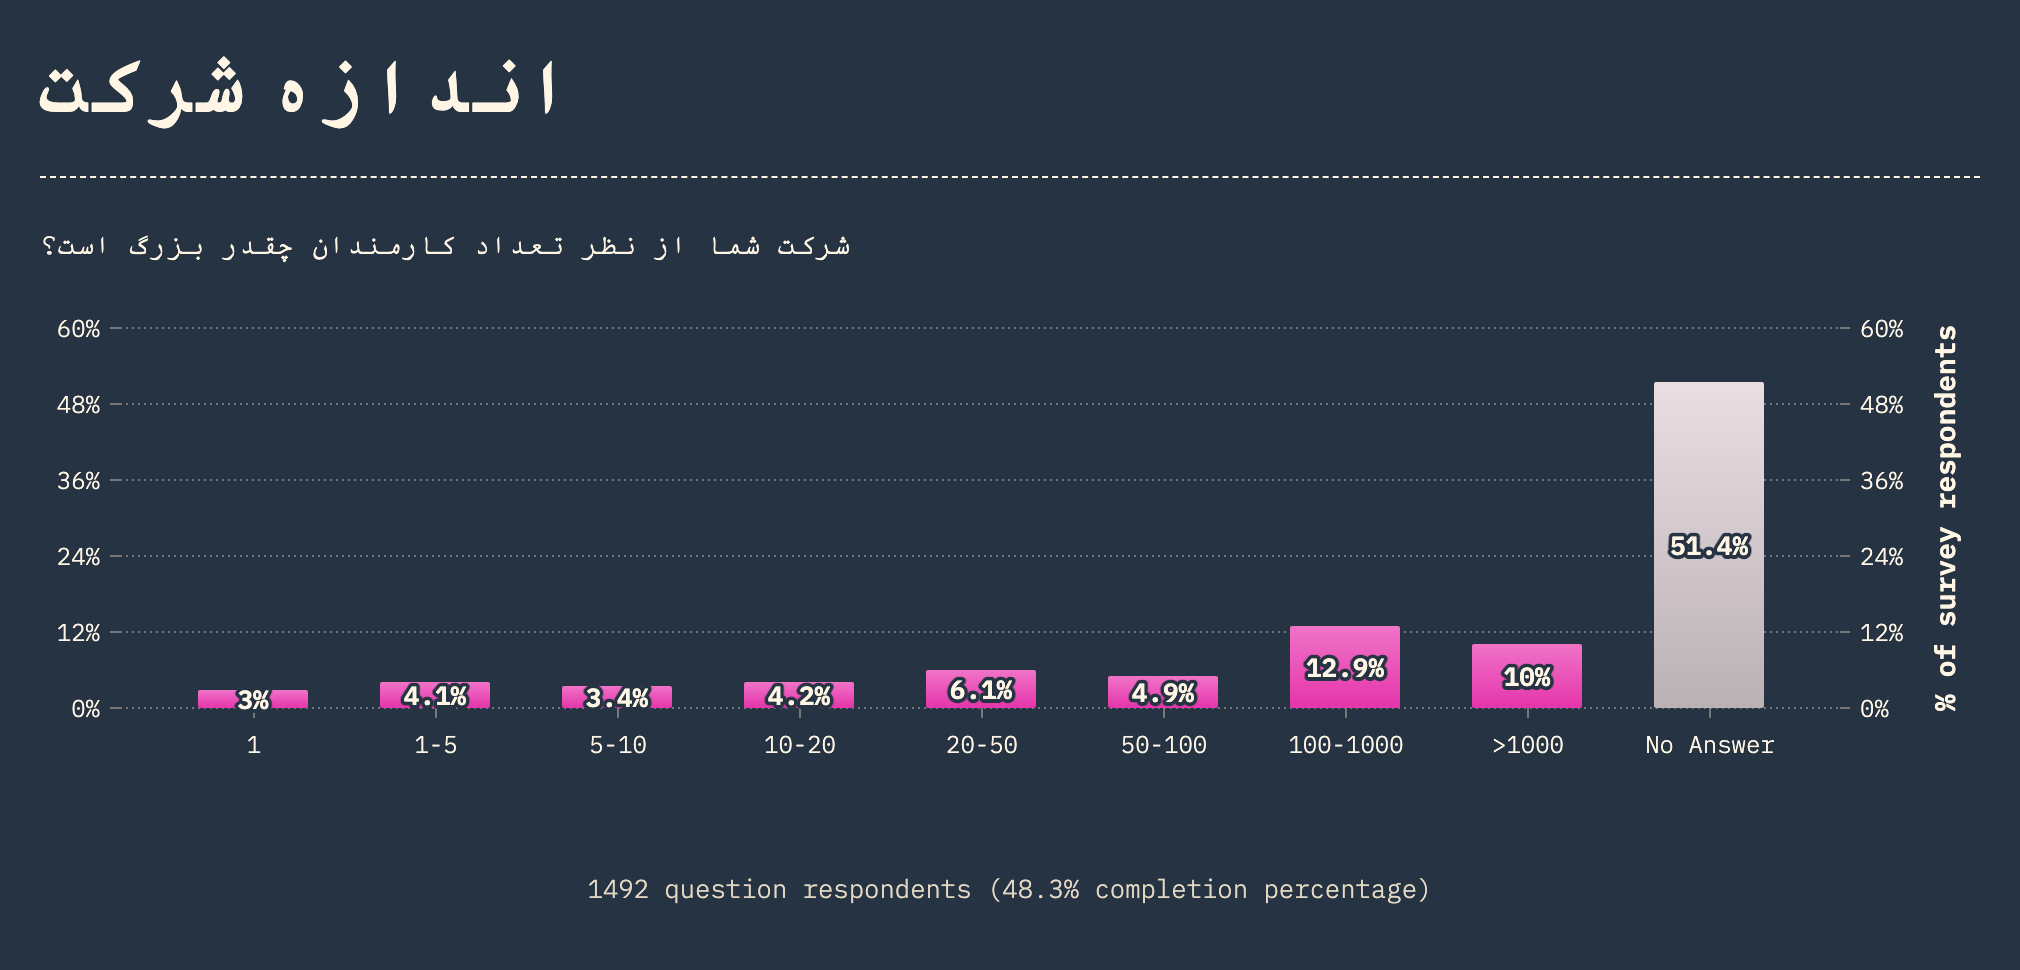 اندازه شرکت
شرکت شما از نظر تعداد کارمندان چقدر بزرگ است؟
60% 60%
48% 48%
36% 36%
24% 24%
12% 12%
0% 0%
% of survey respondents
3% 4.1% 3.4% 4.2% 6.1% 4.9% 12.9% 10% 51.4%
1 1-5 5-10 10-20 20-50 50-100 100-1000 >1000 No Answer
1492 question respondents (48.3% completion percentage)